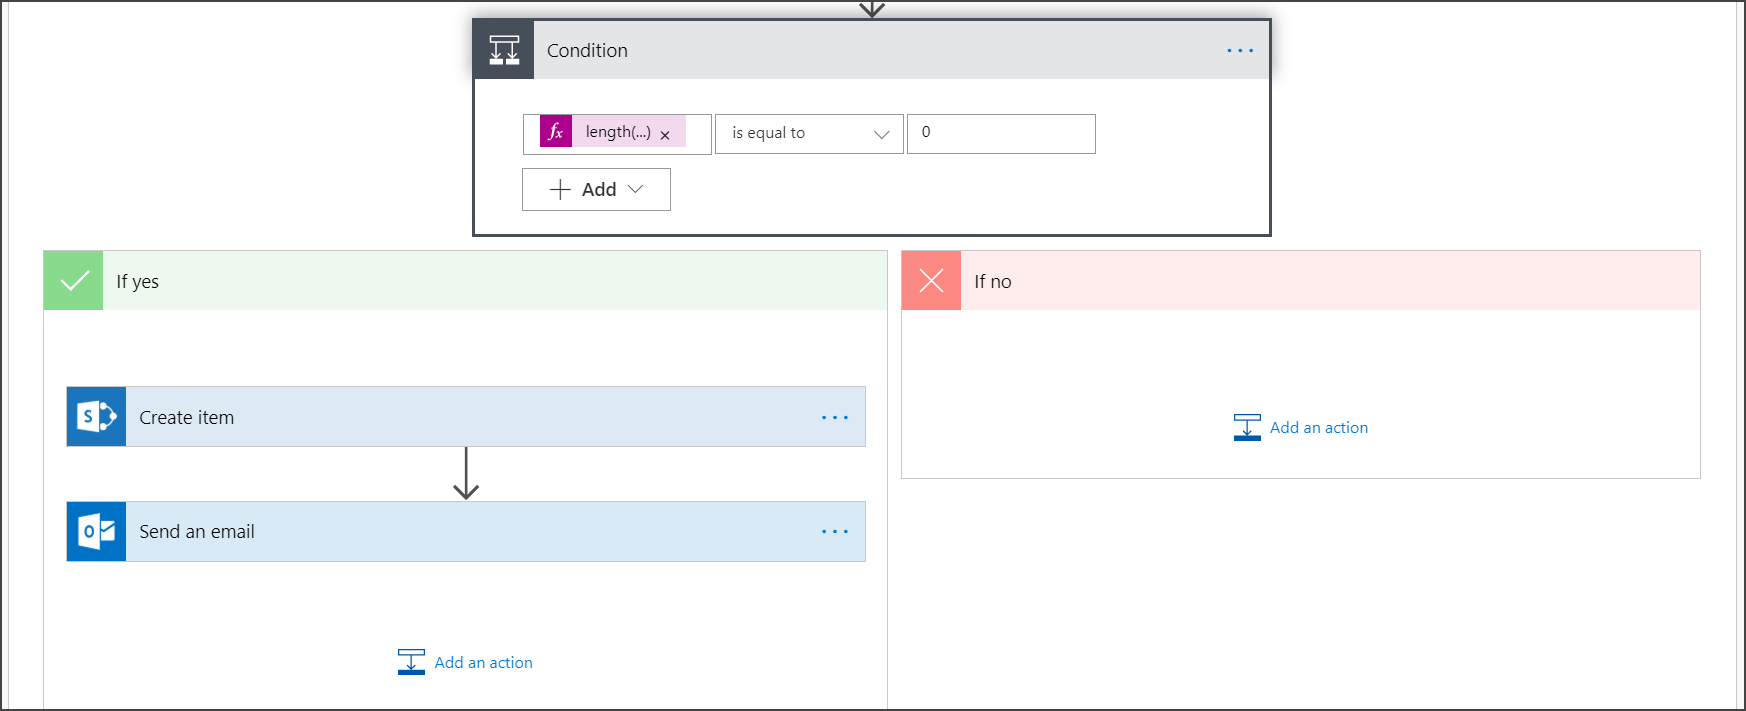 Condition
...
fx length(...) ×
is equal to
0
+ Add
If yes
If no
S Create item
...
Add an action
O Send an email
...
Add an action